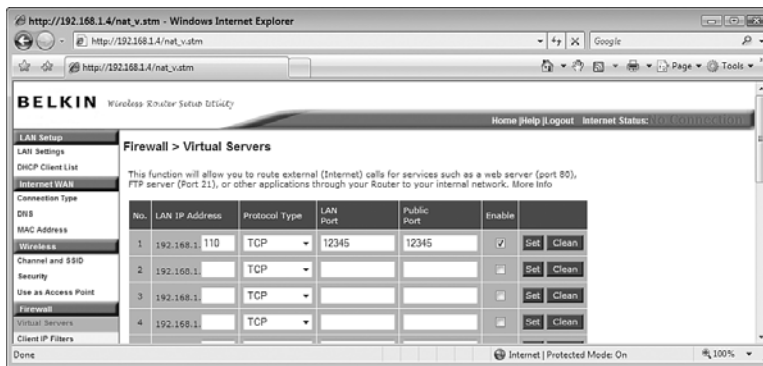 http://192.168.1.4/nat_v.stm - Windows Internet Explorer
http://192.168.1.4/nat_v.stm
Google
http://192.168.1.4/nat_v.stm
Page
Tools
BELKIN Wireless Router Setup Utility
Home |Help |Logout Internet Status: No Connection
LAN Setup
LAN Settings
DHCP Client List
Internet WAN
Connection Type
DNS
MAC Address
Wireless
Channel and SSID
Security
Use as Access Point
Firewall
Virtual Servers
Client IP Filters
Firewall > Virtual Servers
This function will allow you to route external (Internet) calls for services such as a web server (port 80),
FTP server (Port 21), or other applications through your Router to your internal network. More Info
No. LAN IP Address Protocol Type LAN Port Public Port Enable
1 192.168.1. 110 TCP 12345 12345 Set Clean
2 192.168.1. TCP Set Clean
3 192.168.1. TCP Set Clean
4 192.168.1. TCP Set Clean
Done
Internet | Protected Mode: On
100%